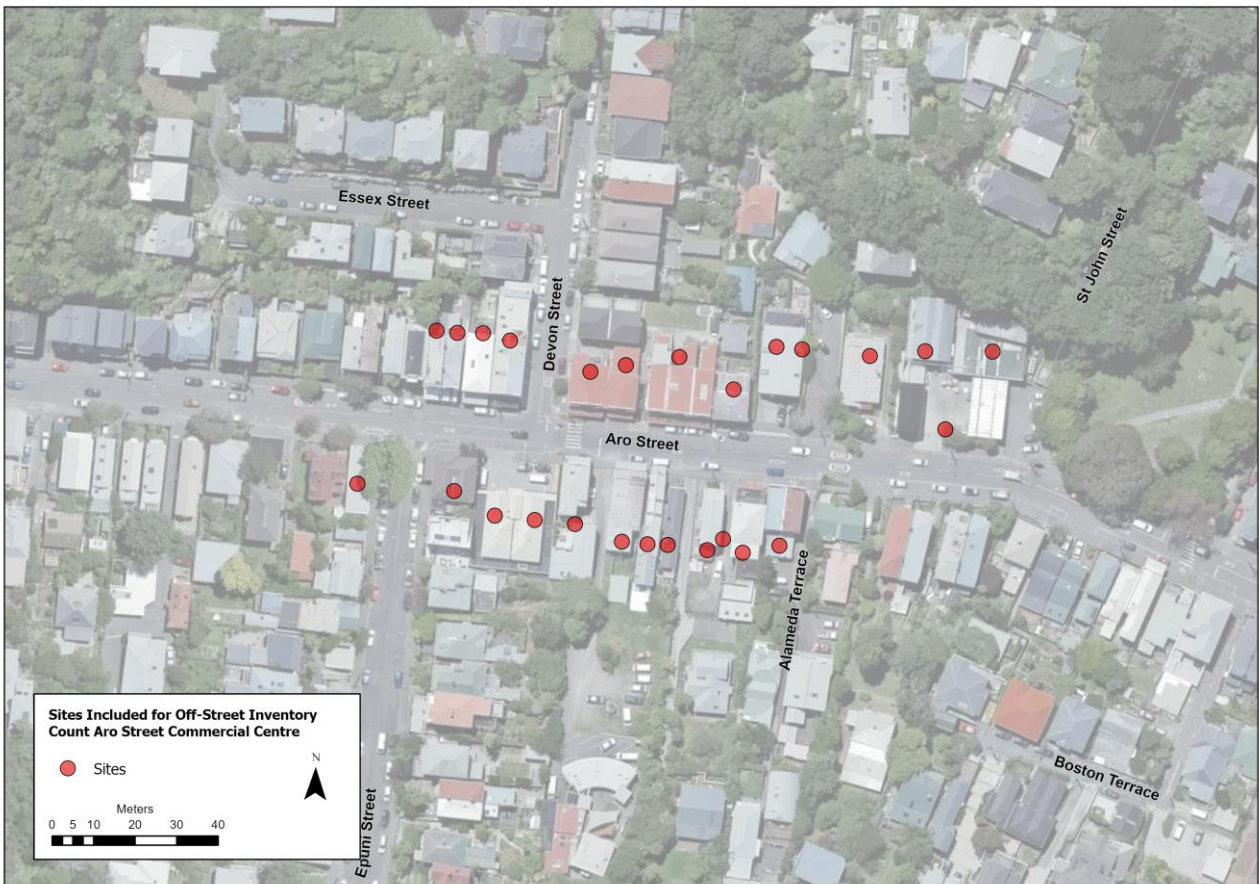 Essex Street
St John Street
Devon Street
Aro Street
Alameda Terrace
Boston Terrace
Epuni Street
Sites Included for Off-Street Inventory
Count Aro Street Commercial Centre
N
Sites
Meters
0 5 10 20 30 40